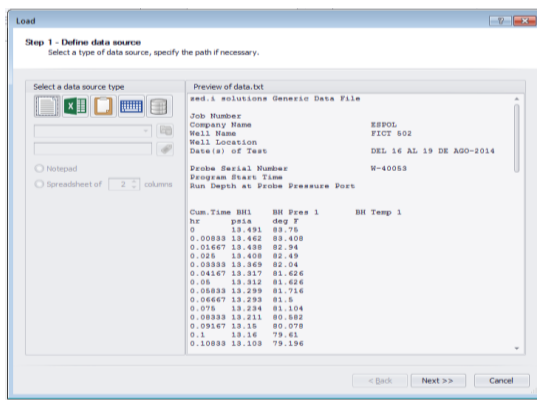 Load
Step 1 - Define data source
Select a type of data source, specify the path if necessary.
Select a data source type
Notepad
Spreadsheet of 2 columns
Preview of data.txt
sed.i solutions Generic Data File
Job Number
Company Name ESPOL
Well Name FICT 502
Well Location
Date(s) of Test DEL 16 AL 19 DE AGO-2014
Probe Serial Number W-40053
Program Start Time
Run Depth at Probe Pressure Port
Cum.Time BH1 BH Pres 1 BH Temp 1
hr psia deg F
0 13.491 83.75
0.00833 13.462 83.408
0.01667 13.438 82.94
0.025 13.408 82.49
0.03333 13.369 82.04
0.04167 13.317 81.626
0.05 13.312 81.626
0.05833 13.299 81.716
0.06667 13.293 81.5
0.075 13.234 81.104
0.08333 13.211 80.582
0.09167 13.15 80.078
0.1 13.16 79.61
0.10833 13.103 79.196
< Back
Next >>
Cancel